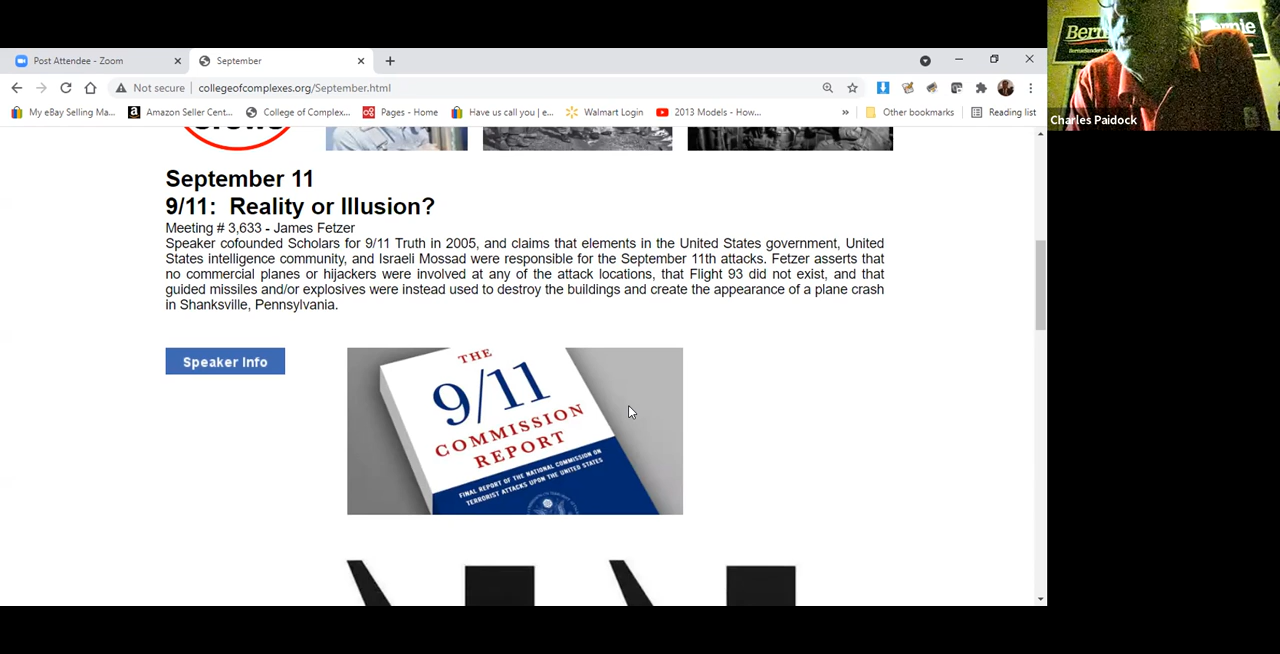 Post Attendee - Zoom
September
Not secure
collegeofcomplexes.org/September.html
My eBay Selling Ma...
Amazon Seller Cent...
College of Complex...
Pages - Home
Have us call you | e...
Walmart Login
2013 Models - How...
»
Other bookmarks
Reading list
September 11
9/11: Reality or Illusion?
Meeting # 3,633 - James Fetzer
Speaker cofounded Scholars for 9/11 Truth in 2005, and claims that elements in the United States government, United
States intelligence community, and Israeli Mossad were responsible for the September 11th attacks. Fetzer asserts that
no commercial planes or hijackers were involved at any of the attack locations, that Flight 93 did not exist, and that
guided missiles and/or explosives were instead used to destroy the buildings and create the appearance of a plane crash
in Shanksville, Pennsylvania.
Speaker Info
THE
9/11
COMMISSION
REPORT
FINAL REPORT OF THE NATIONAL COMMISSION ON
TERRORIST ATTACKS UPON THE UNITED STATES
Charles Paidock